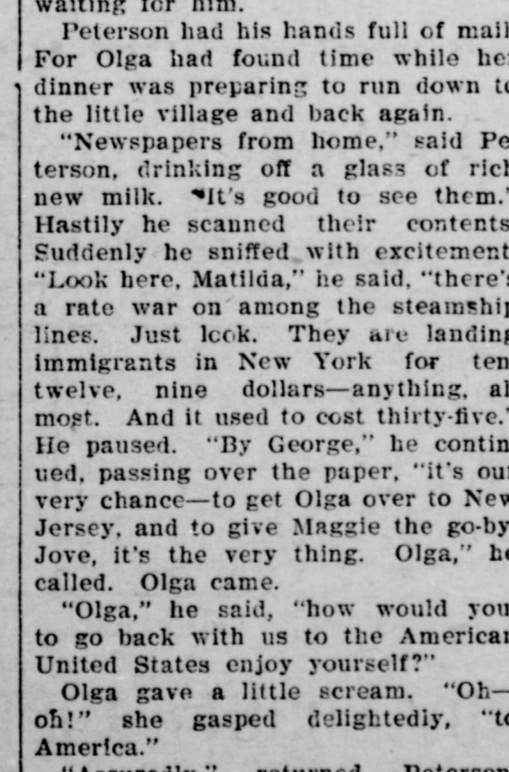 waiting for him.
Peterson had his hands full of mail
For Olga had found time while her
dinner was preparing to run down to
the little village and back again.
"Newspapers from home," said Pe
terson, drinking off a glass of rich
new milk. "It's good to see them."
Hastily he scanned their contents
Suddenly he sniffed with excitement
"Look here, Matilda," he said, "there's
a rate war on among the steamship
lines. Just look. They are landing
immigrants in New York for ten
twelve, nine dollars—anything, al
most. And it used to cost thirty-five."
He paused. "By George," he contin
ued, passing over the paper, "it's our
very chance—to get Olga over to New
Jersey, and to give Maggie the go-by
Jove, it's the very thing. Olga," he
called. Olga came.
"Olga," he said, "how would you
to go back with us to the American
United States enjoy yourself?"
Olga gave a little scream. "Oh—
oh!" she gasped delightedly, "to
America."
"Assuredly," returned Peterson